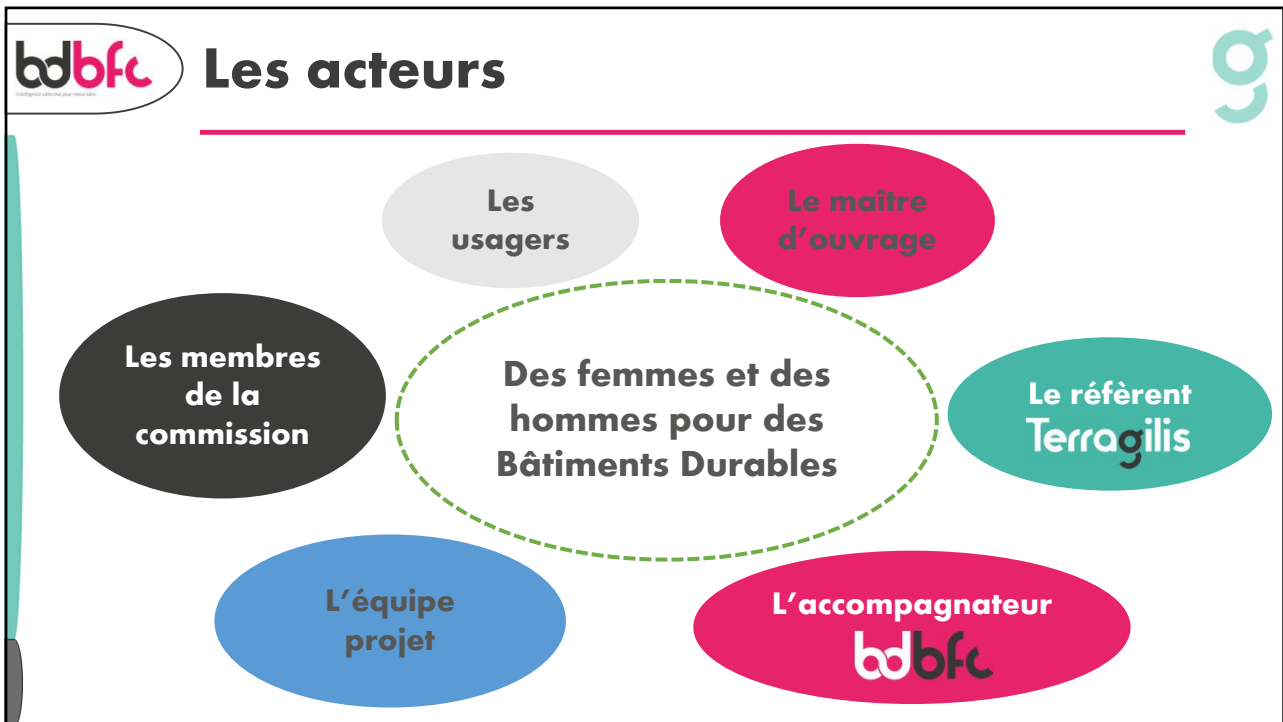 bdbfc
Les acteurs
g
Les
usagers
Le maître
d’ouvrage
Les membres
de la
commission
Des femmes et des
hommes pour des
Bâtiments Durables
Le réfèrent
Terragilis
L’équipe
projet
L’accompagnateur
bdbfc